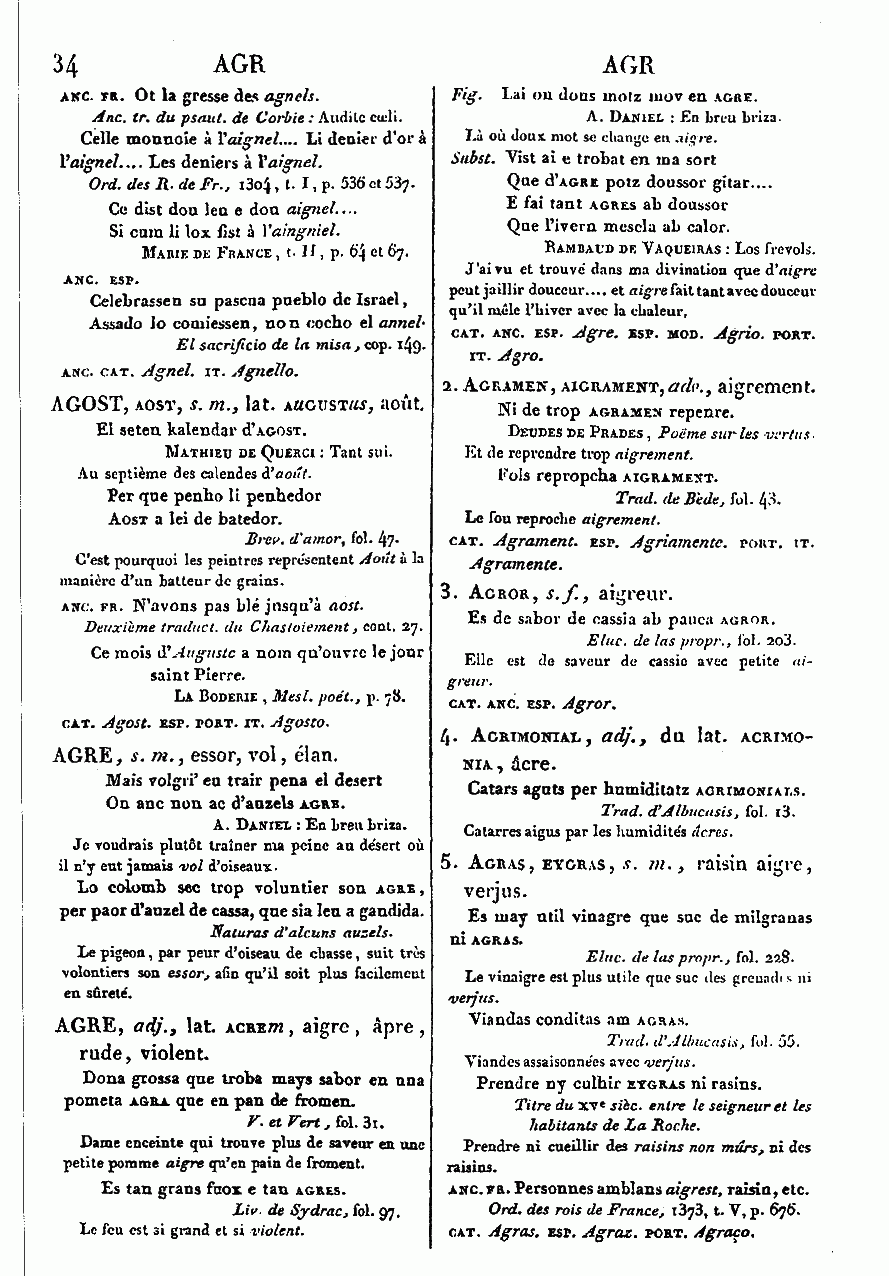 34 AGR AGR
ANC. FR. Ot la gresse des agnels.
Anc. tr. du psaut. de Corbie : Audite cœli.
Celle monnoie à l'aignel.... Li denier d'or à
l'aignel.... Les deniers à l'aignel.
Ord. des R. de Fr., 1304, t. I, p. 536 et 537.
Ce dist dou leu e dou aignel....
Si cum li lox fist à l'aingniel.
MARIE DE FRANCE, t. II, p. 64 et 67.
ANC. ESP.
Celebrassen su pascua pueblo de Israel,
Assado lo comiessen, non cocho el annel.
El sacrificio de la misa, cop. 149.
ANC. CAT. Agnel. IT. Agnello.
AGOST, AOST, s. m., lat. AUGUSTus, août.
El seten kalendar d'AGOST.
MATHIEU DE QUERCI : Tant sui.
Au septième des calendes d'août.
Per que penho li penhedor
AOST a lei de batedor.
Brev. d'amor, fol. 47.
C'est pourquoi les peintres représentent Août à la
manière d'un batteur de grains.
ANC. FR. N'avons pas blé jusqu'à aost.
Deuxième traduct. du Chastoiement, cont. 27.
Ce mois d'Auguste a nom qu'ouvre le jour
saint Pierre.
LA BODERIE, Mesl. poét., p. 78.
CAT. Agost. ESP. PORT. IT. Agosto.
AGRE, s. m., essor, vol, élan.
Mais volgri' eu trair pena el desert
On anc non ac d'auzels AGRE.
A. DANIEL : En breu briza.
Je voudrais plutôt traîner ma peine au désert où
il n'y eut jamais vol d'oiseaux.
Lo colomb sec trop voluntier son AGRE,
per paor d'auzel de cassa, que sia leu a gandida.
Naturas d'alcuns auzels.
Le pigeon, par peur d'oiseau de chasse, suit très
volontiers son essor, afin qu'il soit plus facilement
en sûreté.
AGRE, adj., lat. ACREm, aigre, âpre,
rude, violent.
Dona grossa que troba mays sabor en una
pometa AGRA que en pan de fromen.
V. et Vert, fol. 31.
Dame enceinte qui trouve plus de saveur en une
petite pomme aigre qu'en pain de froment.
Es tan grans fuox e tan AGRES.
Liv. de Sydrac, fol. 97.
Le feu est si grand et si violent.
Fig. Lai ou dous motz mov en AGRE.
A. DANIEL : En breu briza.
Là où doux mot se change en aigre.
Subst. Vist ai e trobat en ma sort
Que d'AGRE potz doussor gitar....
E fai tant AGRES ab doussor
Que l'ivern mescla ab calor.
RAMBAUD DE VAQUEIRAS : Los frevols.
J'ai vu et trouvé dans ma divination que d'aigre
peut jaillir douceur.... et aigre fait tant avec douceur
qu'il mêle l'hiver avec la chaleur.
CAT. ANC. ESP. Agre. ESP. MOD. Agrio. PORT.
IT. Agro.
2. AGRAMEN, AIGRAMENT, adv., aigrement.
Ni de trop AGRAMEN repenre.
DEUDES DE PRADES, Poëme sur les vertus.
Et de reprendre trop aigrement.
Fols repropcha AIGRAMENT.
Trad. de Bède, fol. 43.
Le fou reproche aigrement.
CAT. Agrament. ESP. Agriamente. PORT. IT.
Agramente.
3. AGROR, s. f., aigreur.
Es de sabor de cassia ab pauca AGROR.
Eluc. de las propr., fol. 203.
Elle est de saveur de cassie avec petite ai-
greur.
CAT. ANC. ESP. Agror.
4. AGRIMONIAL, adj., du lat. ACRIMO-
NIA, âcre.
Catars aguts per humiditatz AGRIMONIALS.
Trad. d'Albucasis, fol. 13.
Catarres aigus par les humidités âcres.
5. AGRAS, EYGRAS, s. m., raisin aigre,
verjus.
Es may util vinagre que suc de milgranas
ni AGRAS.
Eluc. de las propr., fol. 228.
Le vinaigre est plus utile que suc des grenades ni
verjus.
Viandas conditas am AGRAS.
Trad. d'Albucasis, fol. 55.
Viandes assaisonnées avec verjus.
Prendre ny culhir EYGRAS ni rasins.
Titre du XVe sièc. entre le seigneur et les
habitants de La Roche.
Prendre ni cueillir des raisins non mûrs, ni des
raisins.
ANC. FR. Personnes amblans aigrest, raisin, etc.
Ord. des rois de France, 1373, t. V, p. 676.
CAT. Agras. ESP. Agraz. PORT. Agraço.